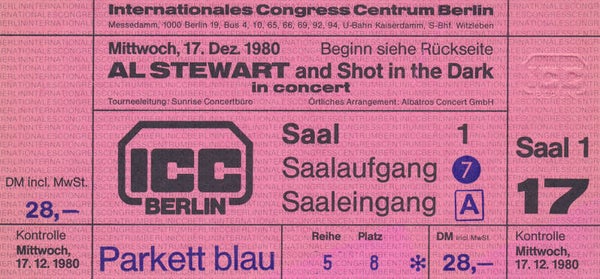 Internationales Congress Centrum Berlin
Messedamm, 1000 Berlin 19, Bus 4, 10, 65, 66, 69, 92, 94, U-Bahn Kaiserdamm, S-Bhf. Witzleben
Mittwoch, 17. Dez. 1980 Beginn siehe Rückseite
AL STEWART and Shot in the Dark
in concert
Tourneeleitung: Sunrise Concertbüro Örtliches Arrangement: Albatros Concert GmbH
ICC
BERLIN
Saal 1
Saalaufgang 7
Saaleingang A
DM incl. MwSt.
28,—
Kontrolle
Mittwoch,
17. 12. 1980
Parkett blau
Reihe Platz
5 8 *
DM incl. MwSt.
28,—
ICC
Saal 1
17
Kontrolle
Mittwoch,
17. 12. 1980